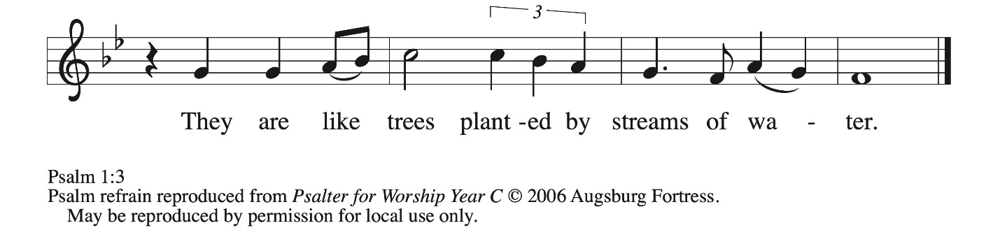 3
They are like trees plant -ed by streams of wa - ter.
Psalm 1:3
Psalm refrain reproduced from Psalter for Worship Year C © 2006 Augsburg Fortress.
May be reproduced by permission for local use only.